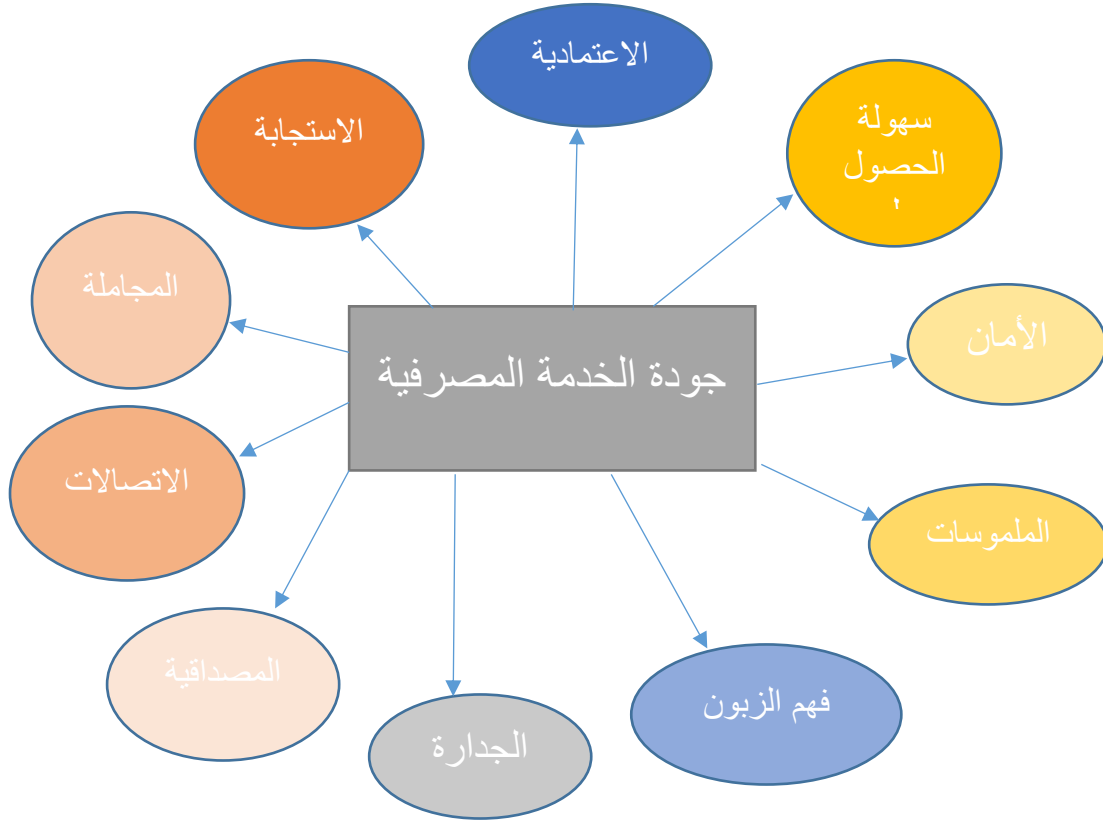 الاعتمادية
سهولة
الحصول
الاستجابة
المجاملة
الأمان
جودة الخدمة المصرفية
الاتصالات
الملموسات
المصداقية
فهم الزبون
الجدارة